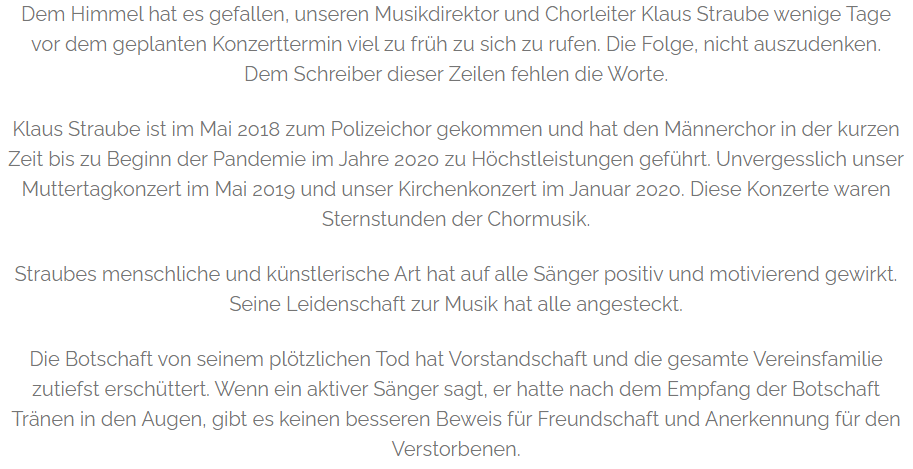 Dem Himmel hat es gefallen, unseren Musikdirektor und Chorleiter Klaus Straube wenige Tage
vor dem geplanten Konzerttermin viel zu früh zu sich zu rufen. Die Folge, nicht auszudenken.
Dem Schreiber dieser Zeilen fehlen die Worte.
Klaus Straube ist im Mai 2018 zum Polizeichor gekommen und hat den Männerchor in der kurzen
Zeit bis zu Beginn der Pandemie im Jahre 2020 zu Höchstleistungen geführt. Unvergesslich unser
Muttertagkonzert im Mai 2019 und unser Kirchenkonzert im Januar 2020. Diese Konzerte waren
Sternstunden der Chormusik.
Straubes menschliche und künstlerische Art hat auf alle Sänger positiv und motivierend gewirkt.
Seine Leidenschaft zur Musik hat alle angesteckt.
Die Botschaft von seinem plötzlichen Tod hat Vorstandschaft und die gesamte Vereinsfamilie
zutiefst erschüttert. Wenn ein aktiver Sänger sagt, er hatte nach dem Empfang der Botschaft
Tränen in den Augen, gibt es keinen besseren Beweis für Freundschaft und Anerkennung für den
Verstorbenen.